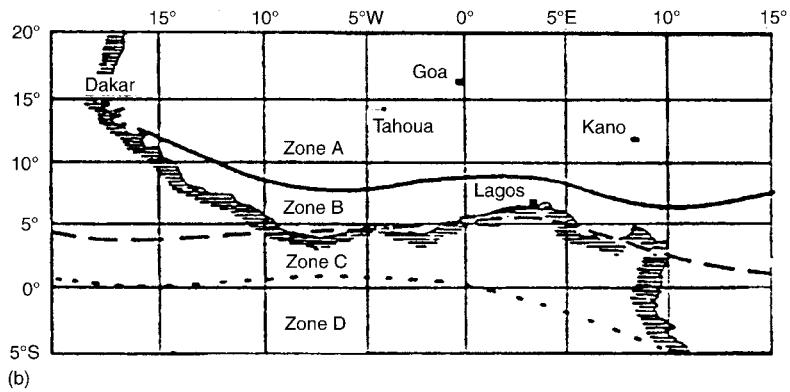 15° 10° 5°W 0° 5°E 10° 15°
20°
Goa
Dakar
15°
Tahoua
Kano
Zone A
10°
Lagos
Zone B
5°
Zone C
0°
Zone D
5°S
(b)